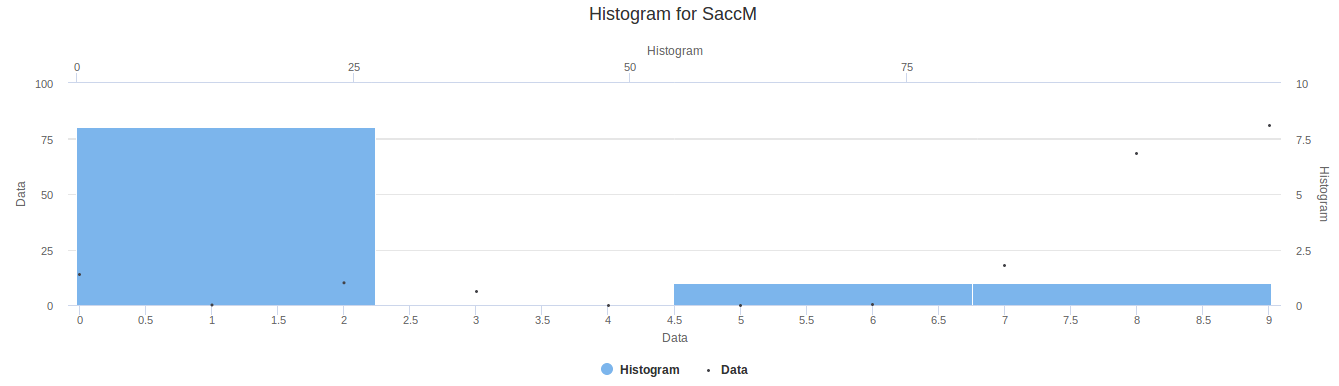 Histogram for SaccM
Histogram
0 25 50 75
100 10
75 7.5
50 5
25 2.5
0 0
Data
Histogram
0 0.5 1 1.5 2 2.5 3 3.5 4 4.5 5 5.5 6 6.5 7 7.5 8 8.5 9
Data
Histogram Data